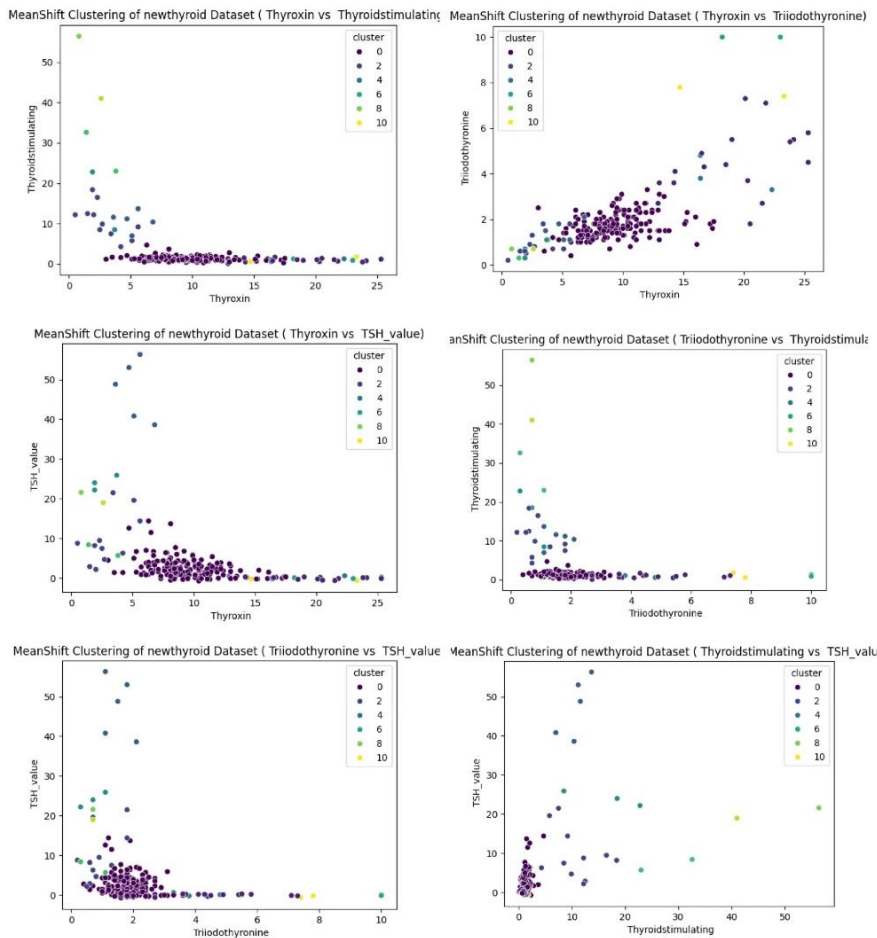 MeanShift Clustering of newthyroid Dataset ( Thyroxin vs Thyroidstimulating
cluster
0
2
4
6
8
10
50
40
30
20
10
0
Thyroidstimulating
0 5 10 15 20 25
Thyroxin
MeanShift Clustering of newthyroid Dataset ( Thyroxin vs Triiodothyronine)
cluster
0
2
4
6
8
10
10
8
6
4
2
0
Triiodothyronine
0 5 10 15 20 25
Thyroxin
MeanShift Clustering of newthyroid Dataset ( Thyroxin vs TSH_value)
cluster
0
2
4
6
8
10
50
40
30
20
10
0
TSH_value
0 5 10 15 20 25
Thyroxin
anShift Clustering of newthyroid Dataset ( Triiodothyronine vs Thyroidstimula
cluster
0
2
4
6
8
10
50
40
30
20
10
0
Thyroidstimulating
0 2 4 6 8 10
Triiodothyronine
MeanShift Clustering of newthyroid Dataset ( Triiodothyronine vs TSH_value
cluster
0
2
4
6
8
10
50
40
30
20
10
0
TSH_value
0 2 4 6 8 10
Triiodothyronine
MeanShift Clustering of newthyroid Dataset ( Thyroidstimulating vs TSH_valu
cluster
0
2
4
6
8
10
50
40
30
20
10
0
TSH_value
0 10 20 30 40 50
Thyroidstimulating